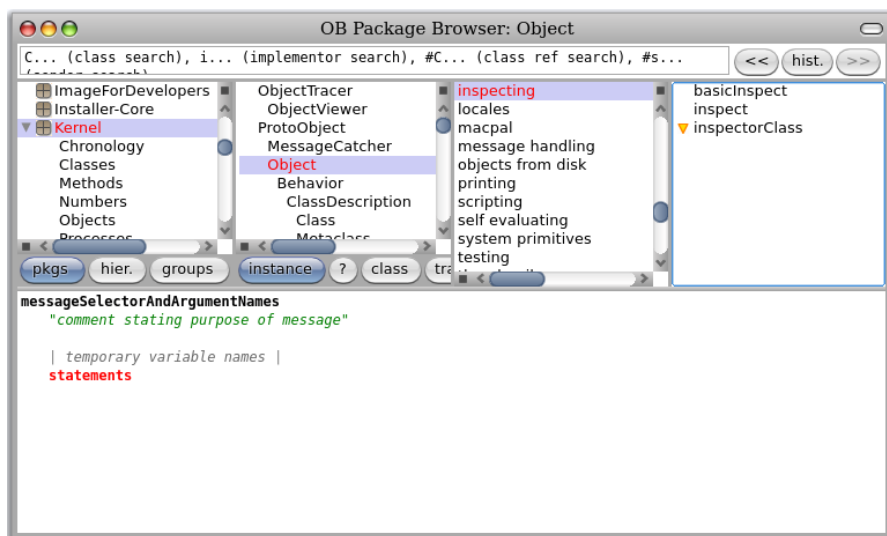 OB Package Browser: Object
C... (class search), i... (implementor search), #C... (class ref search), #s...
<< hist. >>
ImageForDevelopers
Installer-Core
Kernel
Chronology
Classes
Methods
Numbers
Objects
Processes
ObjectTracer
ObjectViewer
ProtoObject
MessageCatcher
Object
Behavior
ClassDescription
Class
Metaclass
inspecting
locales
macpal
message handling
objects from disk
printing
scripting
self evaluating
system primitives
testing
basicInspect
inspect
inspectorClass
pkgs hier. groups instance ? class
messageSelectorAndArgumentNames
"comment stating purpose of message"
| temporary variable names |
statements